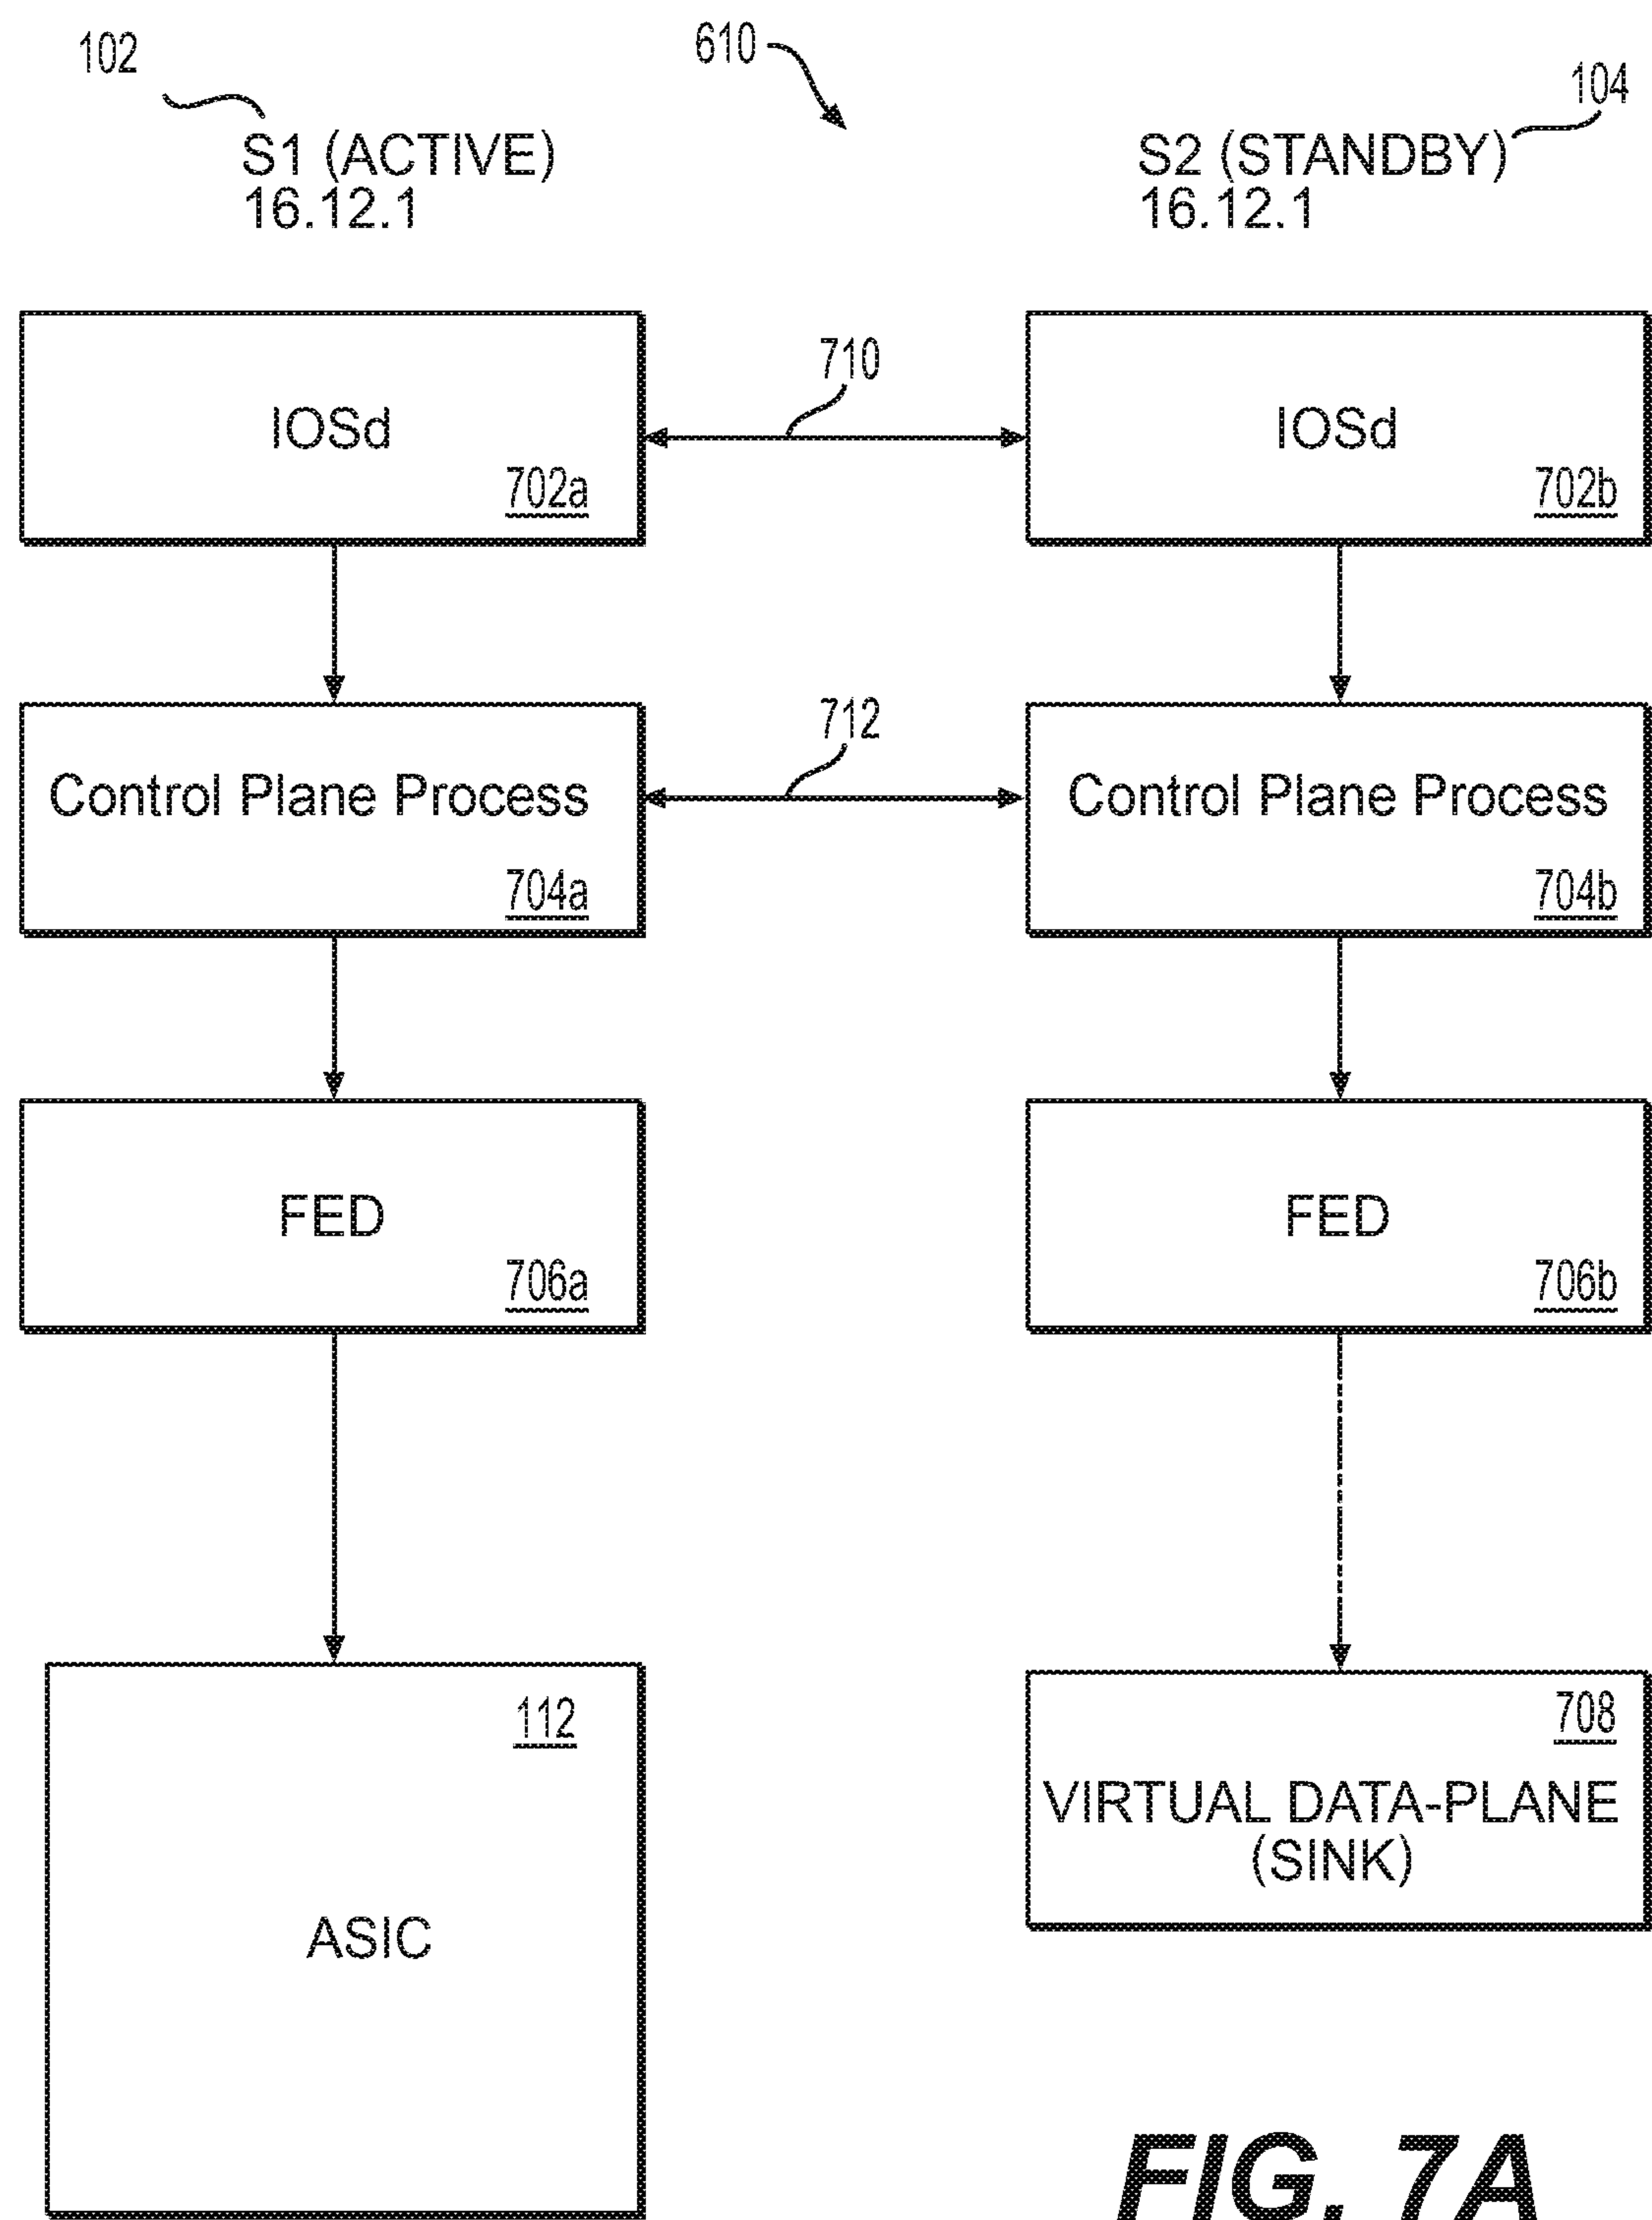 102
610
104
S1 (ACTIVE)
16.12.1
S2 (STANDBY)
16.12.1
IOSd
702a
710
IOSd
702b
Control Plane Process
704a
712
Control Plane Process
704b
FED
706a
FED
706b
112
ASIC
708
VIRTUAL DATA-PLANE
(SINK)
FIG. 7A